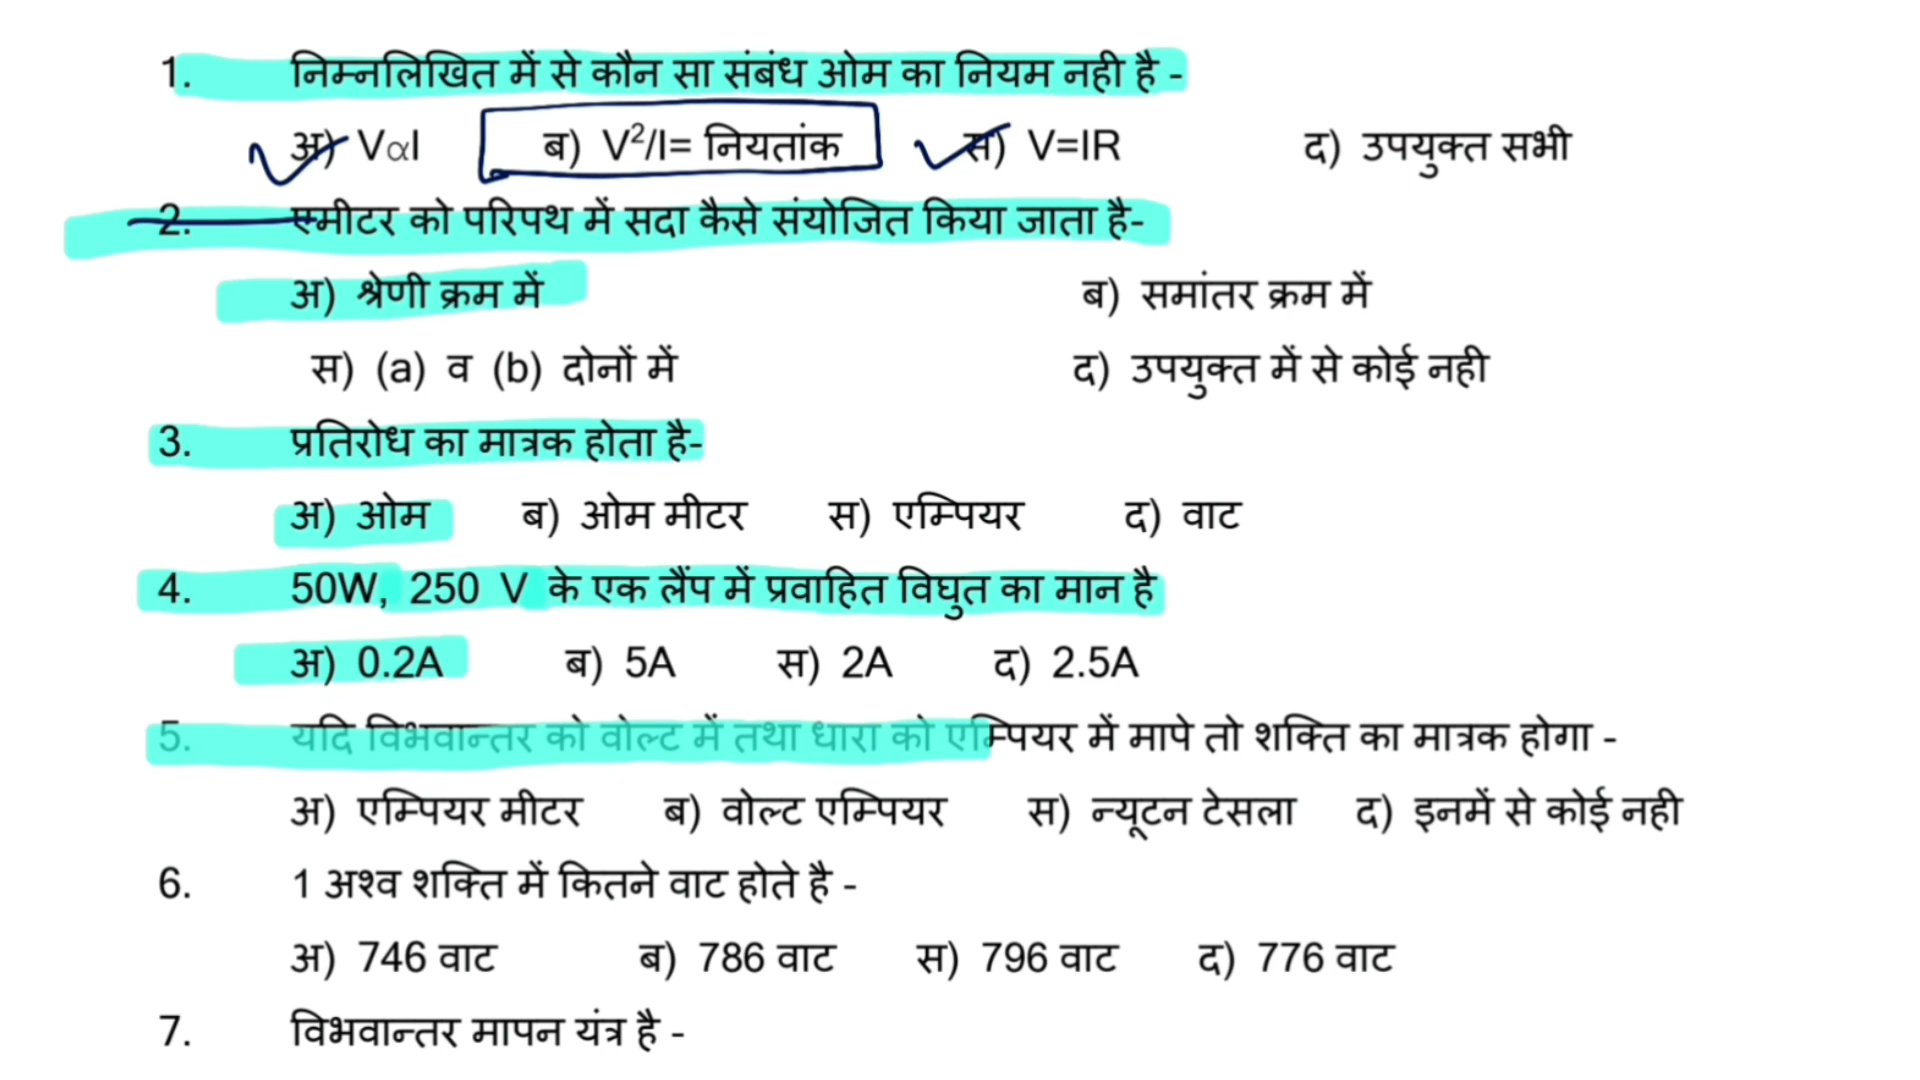 1. निम्नलिखित में से कौन सा संबंध ओम का नियम नही है -
अ) V∝I ब) V²/I= नियतांक स) V=IR द) उपयुक्त सभी
2. एमीटर को परिपथ में सदा कैसे संयोजित किया जाता है-
अ) श्रेणी क्रम में ब) समांतर क्रम में
स) (a) व (b) दोनों में द) उपयुक्त में से कोई नही
3. प्रतिरोध का मात्रक होता है-
अ) ओम ब) ओम मीटर स) एम्पियर द) वाट
4. 50W, 250 V के एक लैंप में प्रवाहित विघुत का मान है
अ) 0.2A ब) 5A स) 2A द) 2.5A
5. यदि विभवान्तर को वोल्ट में तथा धारा को एम्पियर में मापे तो शक्ति का मात्रक होगा -
अ) एम्पियर मीटर ब) वोल्ट एम्पियर स) न्यूटन टेसला द) इनमें से कोई नही
6. 1 अश्व शक्ति में कितने वाट होते है -
अ) 746 वाट ब) 786 वाट स) 796 वाट द) 776 वाट
7. विभवान्तर मापन यंत्र है -